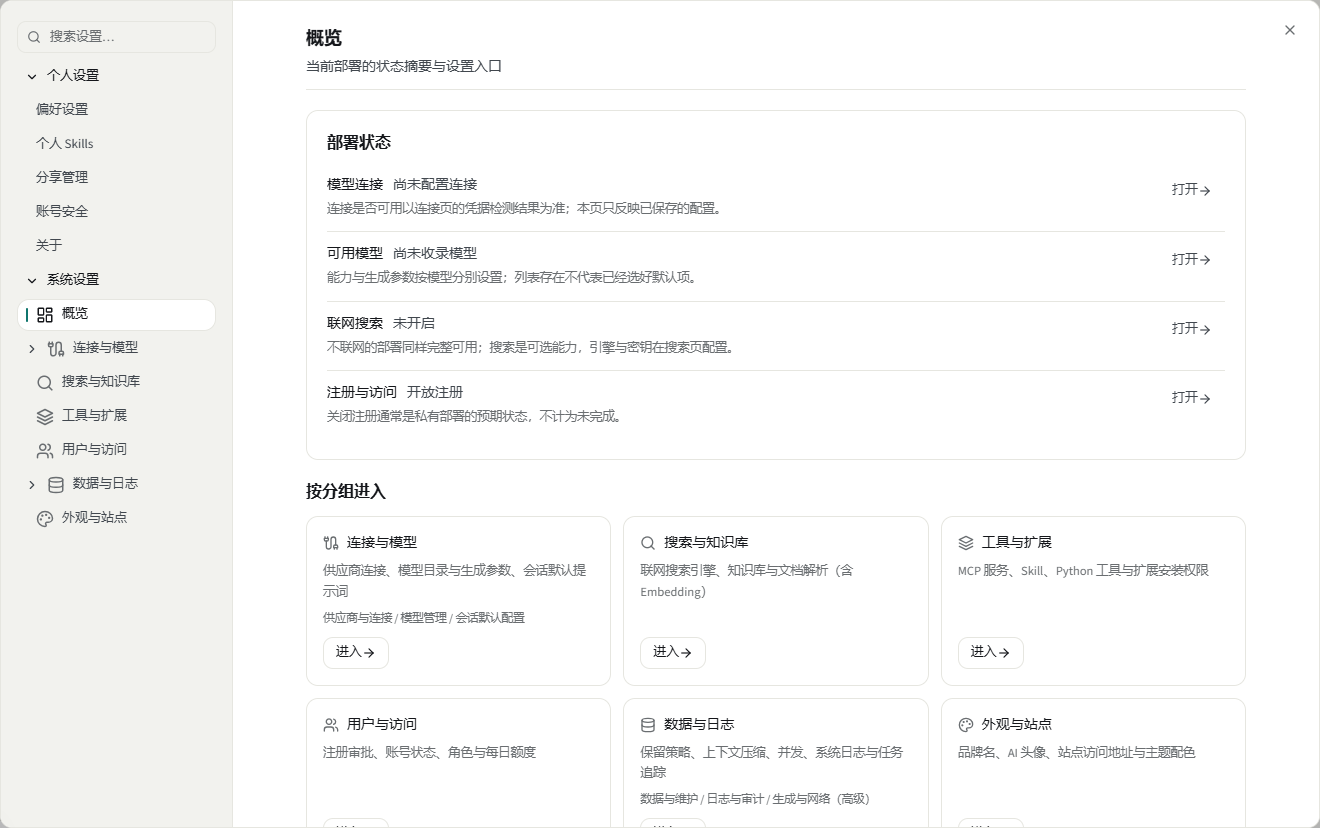 搜索设置…
个人设置
偏好设置
个人 Skills
分享管理
账号安全
关于
系统设置
概览
连接与模型
搜索与知识库
工具与扩展
用户与访问
数据与日志
外观与站点
概览
当前部署的状态摘要与设置入口
部署状态
模型连接 尚未配置连接
连接是否可用以连接页的凭据检测结果为准；本页只反映已保存的配置。
打开→
可用模型 尚未收录模型
能力与生成参数按模型分别设置；列表存在不代表已经选好默认项。
打开→
联网搜索 未开启
不联网的部署同样完整可用；搜索是可选能力，引擎与密钥在搜索页配置。
打开→
注册与访问 开放注册
关闭注册通常是私有部署的预期状态，不计为未完成。
打开→
按分组进入
连接与模型
供应商连接、模型目录与生成参数、会话默认提
示词
供应商与连接 / 模型管理 / 会话默认配置
进入→
搜索与知识库
联网搜索引擎、知识库与文档解析（含
Embedding）
进入→
工具与扩展
MCP 服务、Skill、Python 工具与扩展安装权限
进入→
用户与访问
注册审批、账号状态、角色与每日额度
数据与日志
保留策略、上下文压缩、并发、系统日志与任务
追踪
数据与维护 / 日志与审计 / 生成与网络（高级）
外观与站点
品牌名、AI 头像、站点访问地址与主题配色